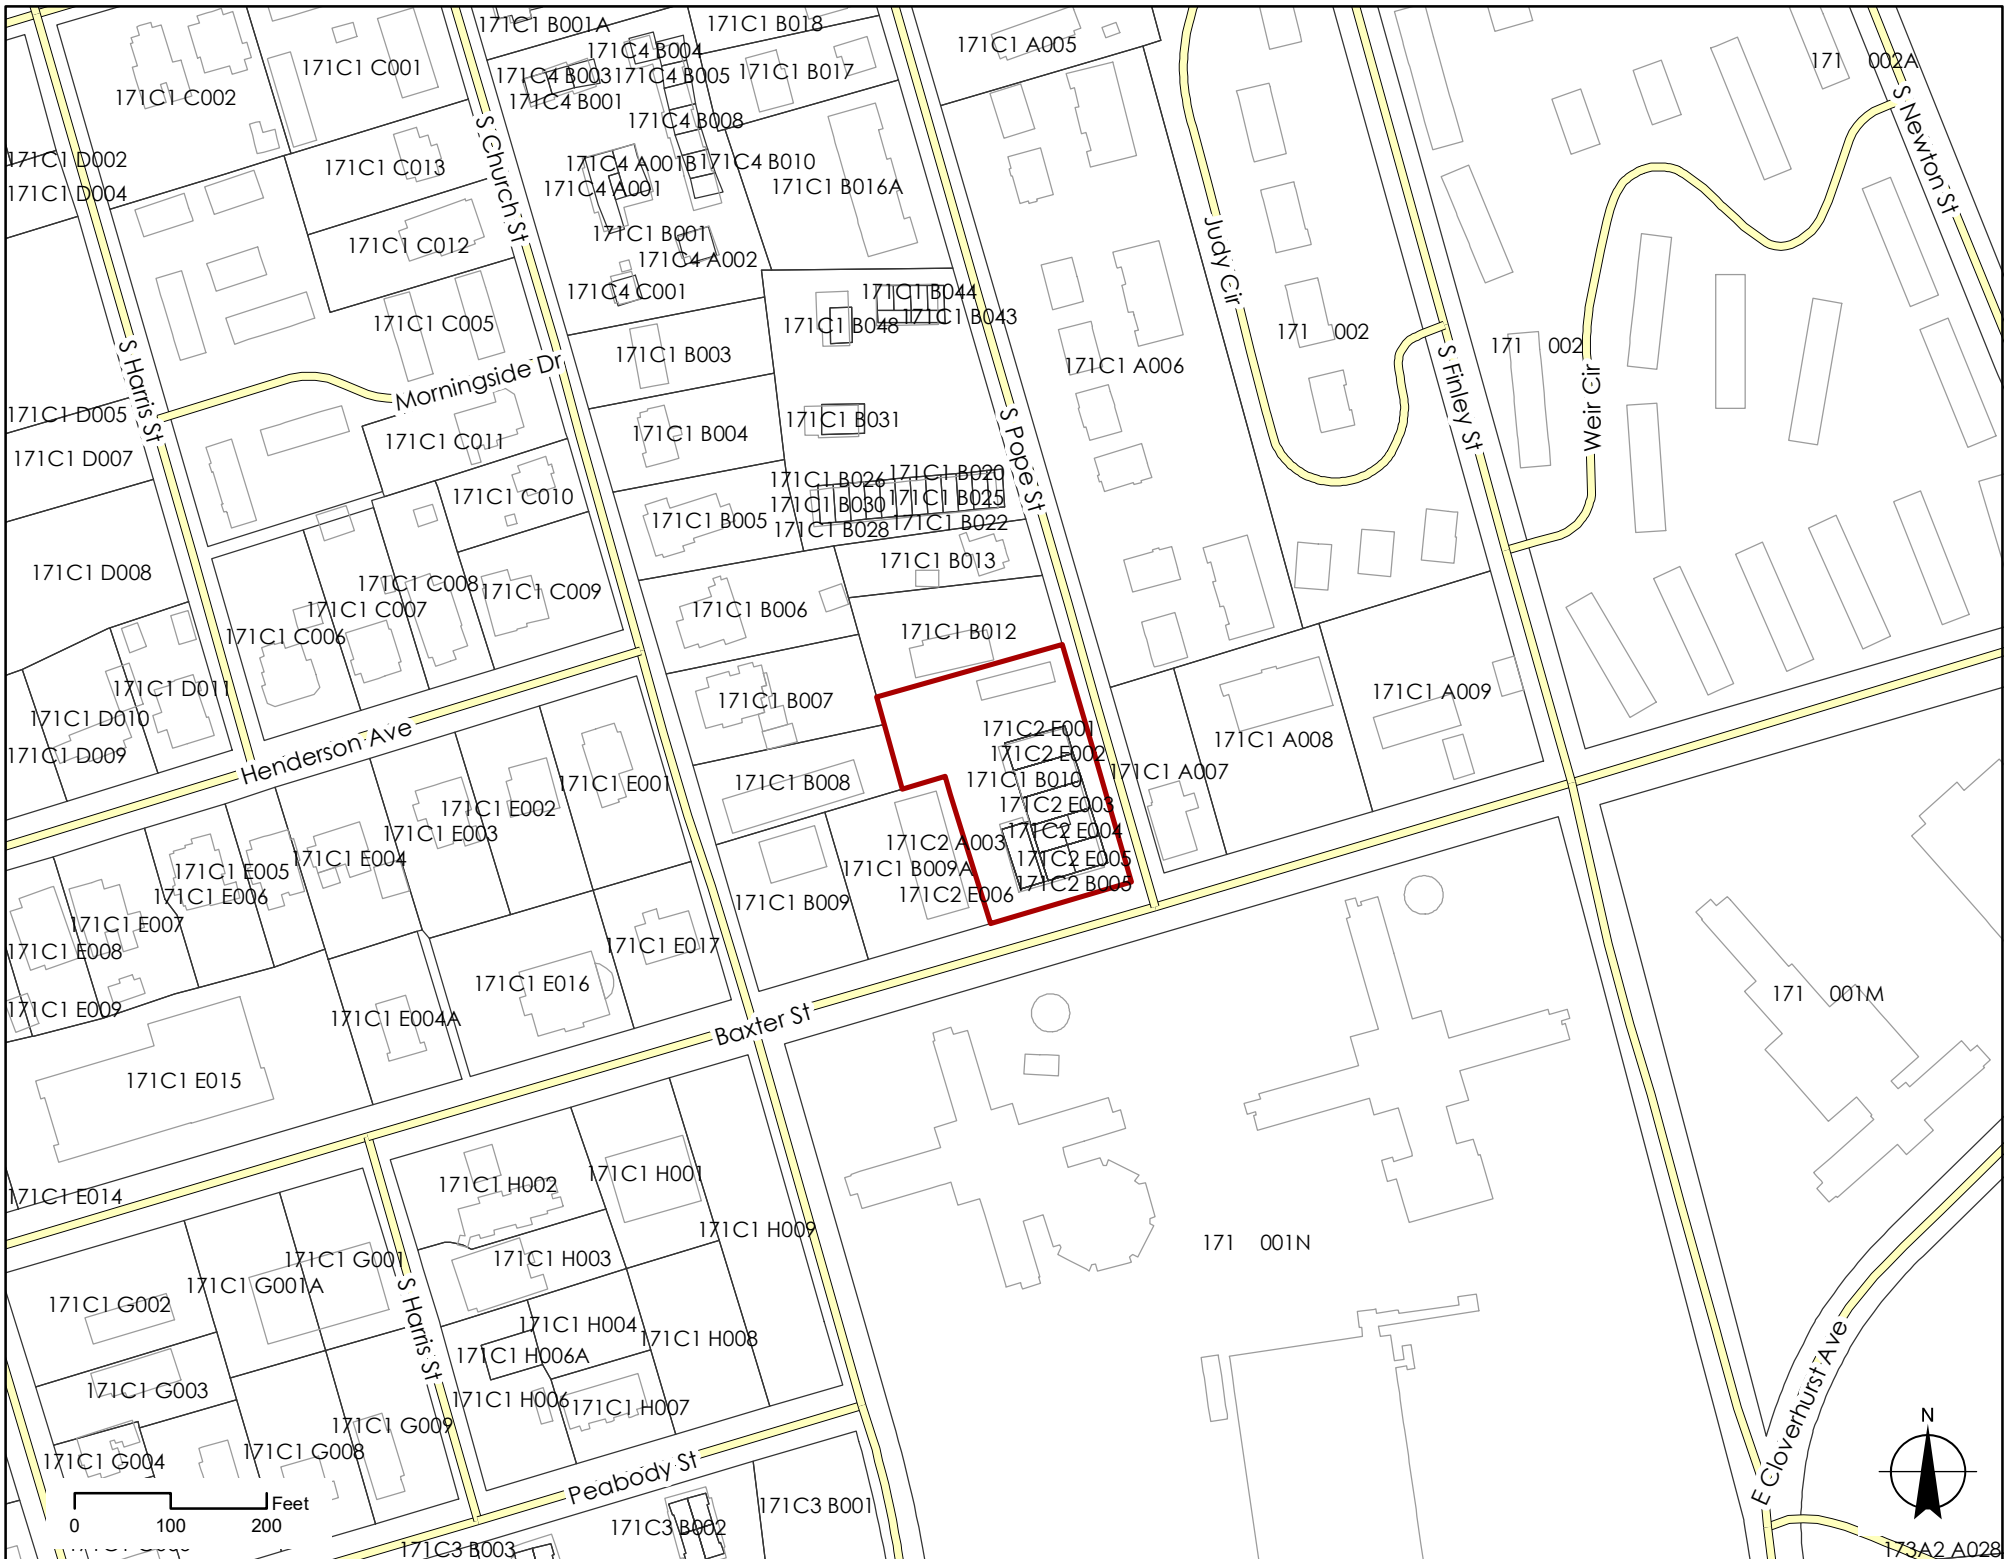 171C1 B001A
171C1 B018
171C1 A005
171 002A
171C1 C001
171C1 C002
171C4 B004
171C4 B003
171C4 B005
171C1 B017
171C4 B001
171C4 B008
S Church St
S Newton St
171C1 D002
171C1 D004
171C1 C013
171C4 A001B
171C4 B010
171C4 A001
171C1 B016A
171C1 C012
171C1 B001
171C4 A002
Judy Cir
171C4 C001
171C1 B044
171C1 B043
171C1 B048
171C1 C005
171C1 B003
171C1 A006
171 002
171 002
S Harris St
Morningside Dr
S Finley St
Weir Cir
171C1 D005
171C1 D007
171C1 C011
171C1 B004
171C1 B031
S Pope St
171C1 C010
171C1 B005
171C1 B026
171C1 B020
171C1 B030
171C1 B025
171C1 B028
171C1 B022
171C1 D008
171C1 C008
171C1 C009
171C1 B013
171C1 C007
171C1 C006
171C1 B006
171C1 B012
171C1 D011
171C1 D010
171C1 D009
Henderson Ave
171C1 B007
171C1 A009
171C2 E001
171C2 E002
171C1 A008
171C1 B010
171C1 A007
171C1 E001
171C1 B008
171C1 E002
171C1 E003
171C2 E003
171C2 E004
171C2 A003
171C2 E005
171C1 E004
171C1 E005
171C1 E006
171C1 B009A
171C2 B005
171C2 E006
171C1 B009
171C1 E007
171C1 E008
171C1 E017
171C1 E016
171C1 E009
171C1 E004A
Baxter St
171 001M
171C1 E015
171C1 H001
171C1 H002
171C1 E014
171C1 H009
171 001N
171C1 G001
171C1 H003
171C1 G001A
171C1 G002
S Harris St
171C1 H004
171C1 H008
171C1 H006A
171C1 G003
171C1 H006
171C1 H007
171C1 G009
171C1 G008
171C1 G004
E Cloverhurst Ave
N
Peabody St
Feet
0 100 200
171C3 B001
171C3 B002
171C3 B003
173A2 A028